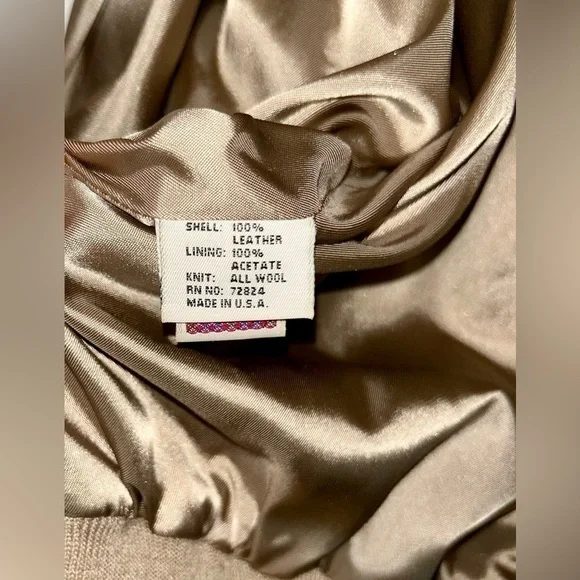 SHELL: 100%
LEATHER
LINING: 100%
ACETATE
KNIT: ALL WOOL
RN NO: 72824
MADE IN U.S.A.